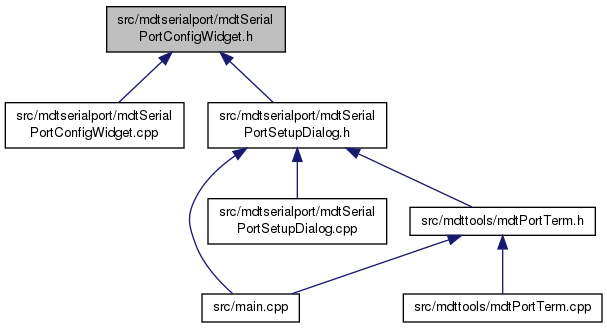 src/mdtserialport/mdtSerial
PortConfigWidget.h
src/mdtserialport/mdtSerial
PortConfigWidget.cpp
src/mdtserialport/mdtSerial
PortSetupDialog.h
src/mdtserialport/mdtSerial
PortSetupDialog.cpp
src/mdttools/mdtPortTerm.h
src/main.cpp
src/mdttools/mdtPortTerm.cpp